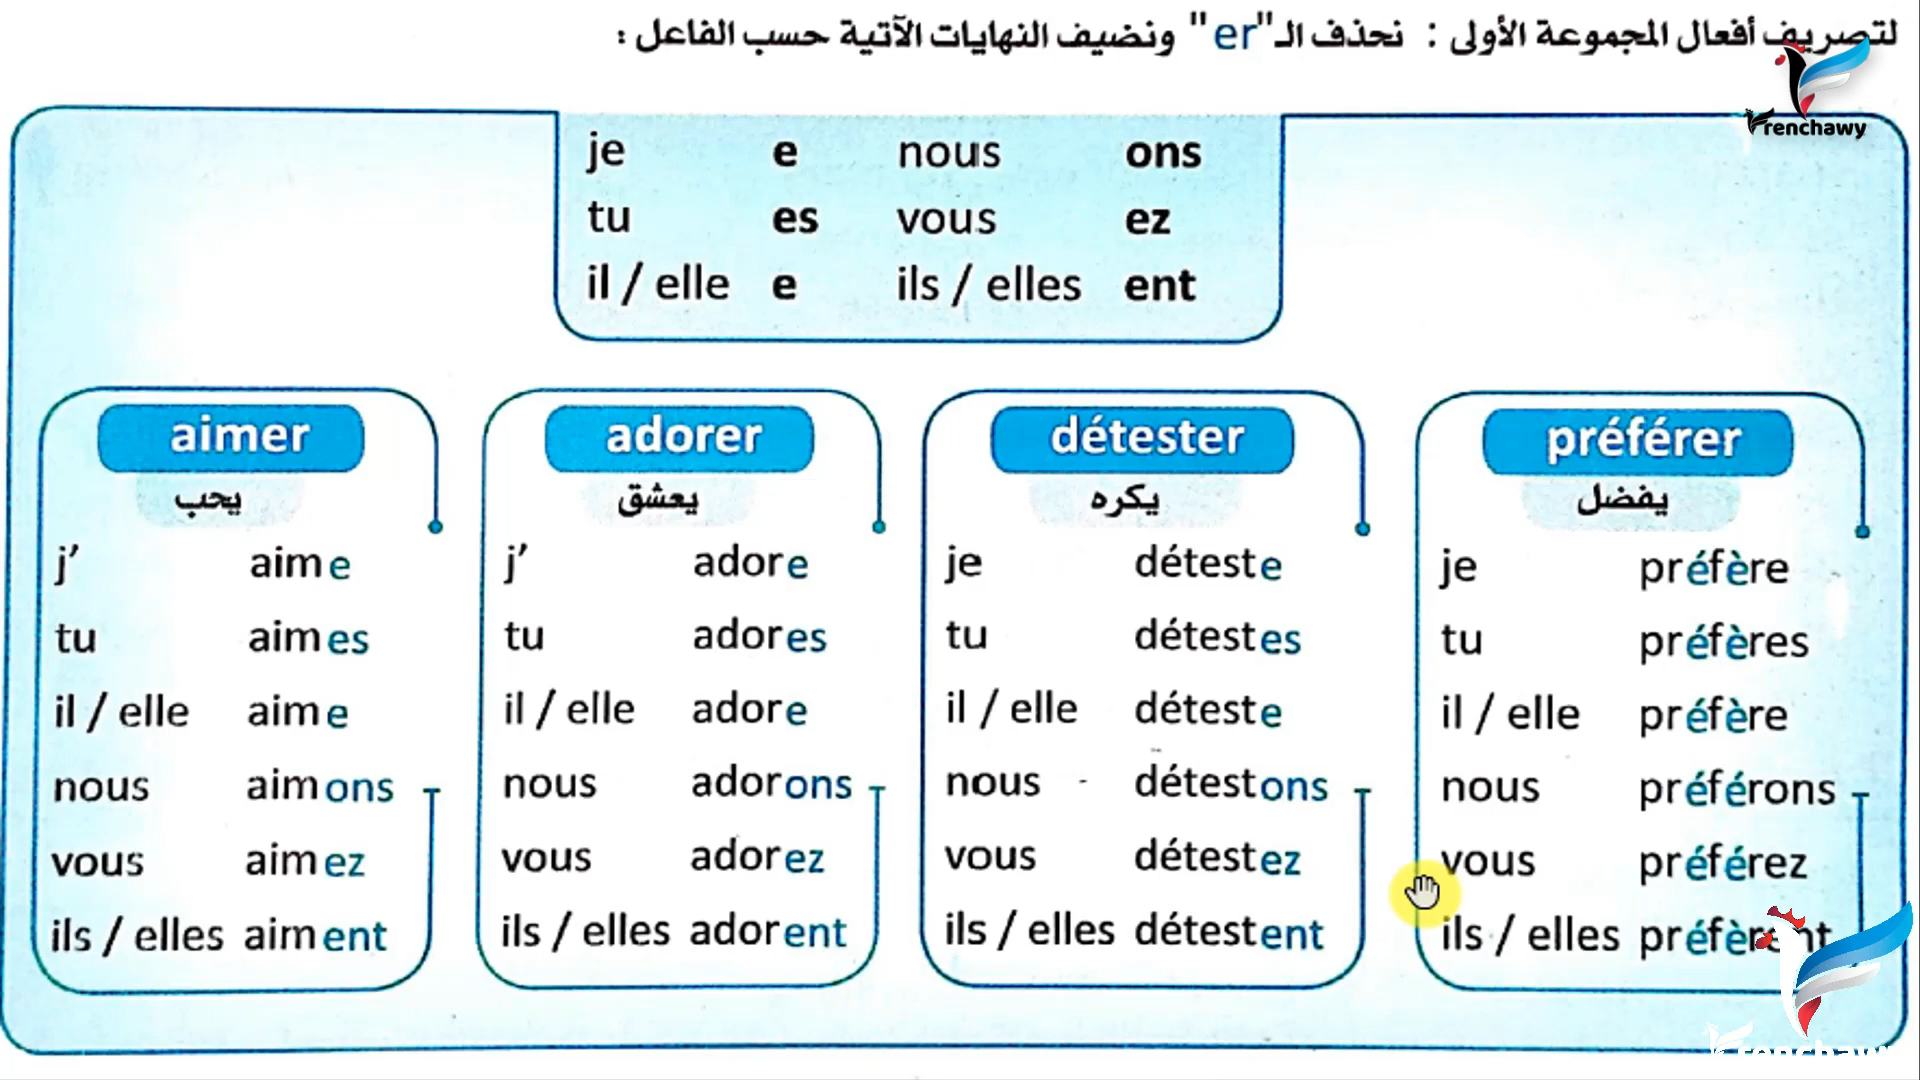 لتصريف أفعال المجموعة الأولى : نحذف الـ"er" ونضيف النهايات الآتية حسب الفاعل :
renchawy
je e nous ons
tu es vous ez
il / elle e ils / elles ent
aimer
يحب
j' aime
tu aimes
il / elle aime
nous aimons
vous aimez
ils / elles aiment
adorer
يعشق
j' adore
tu adores
il / elle adore
nous adorons
vous adorez
ils / elles adorent
détester
يكره
je déteste
tu détestes
il / elle déteste
nous - détestons
vous détestez
ils / elles détestent
préférer
يفضل
je préfère
tu préfères
il / elle préfère
nous préférons
vous préférez
ils / elles préfèrent
renchawy